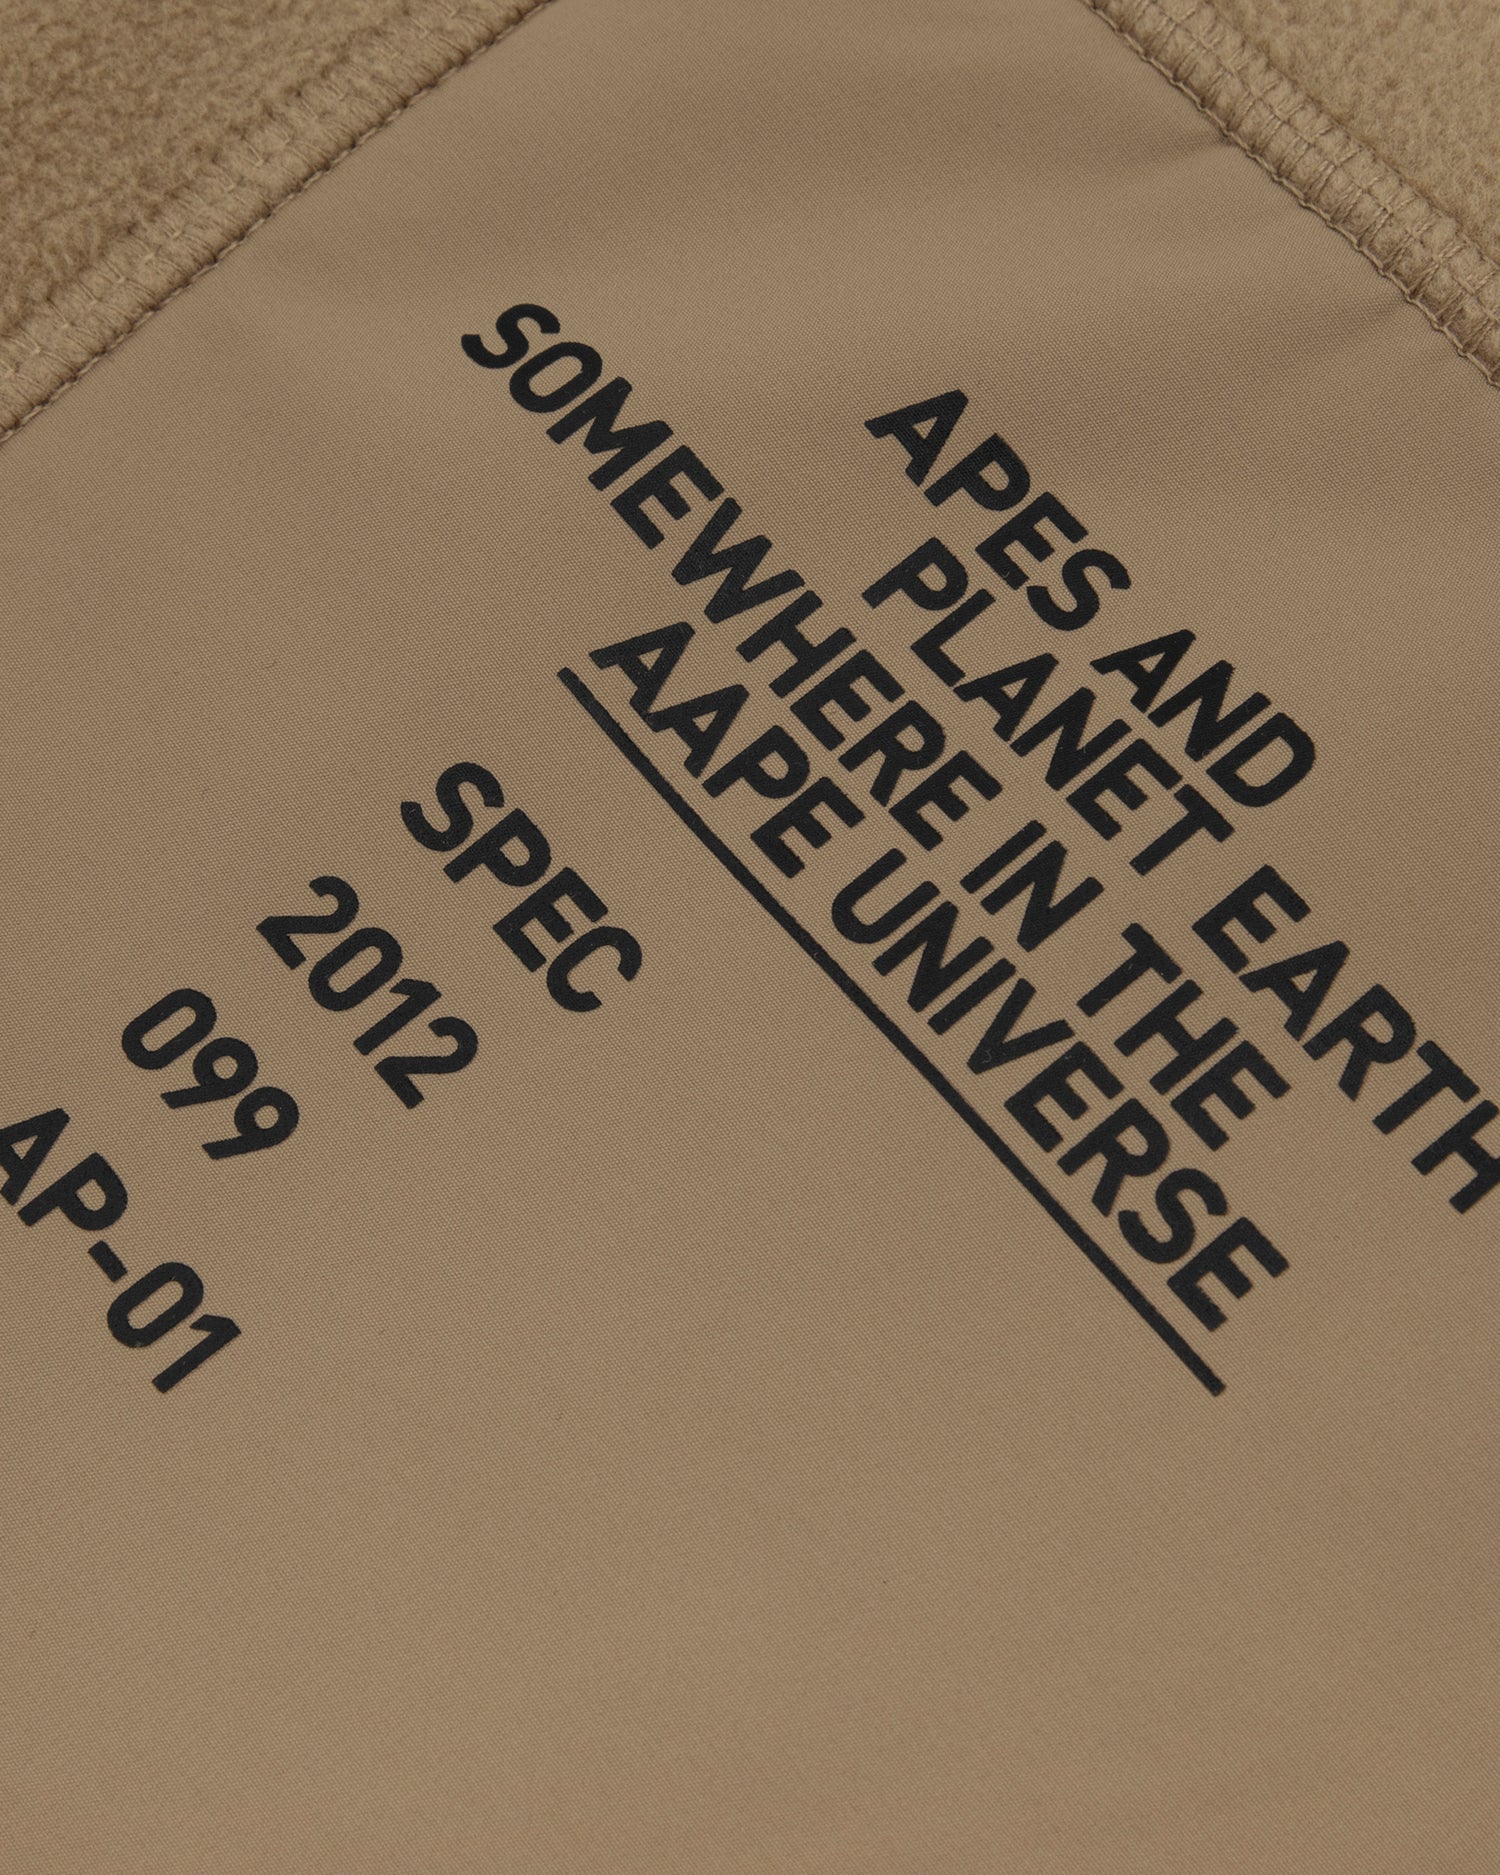 APES AND
PLANET EARTH
SOMEWHERE IN THE
AAPE UNIVERSE
SPEC
2012
099
AP-01